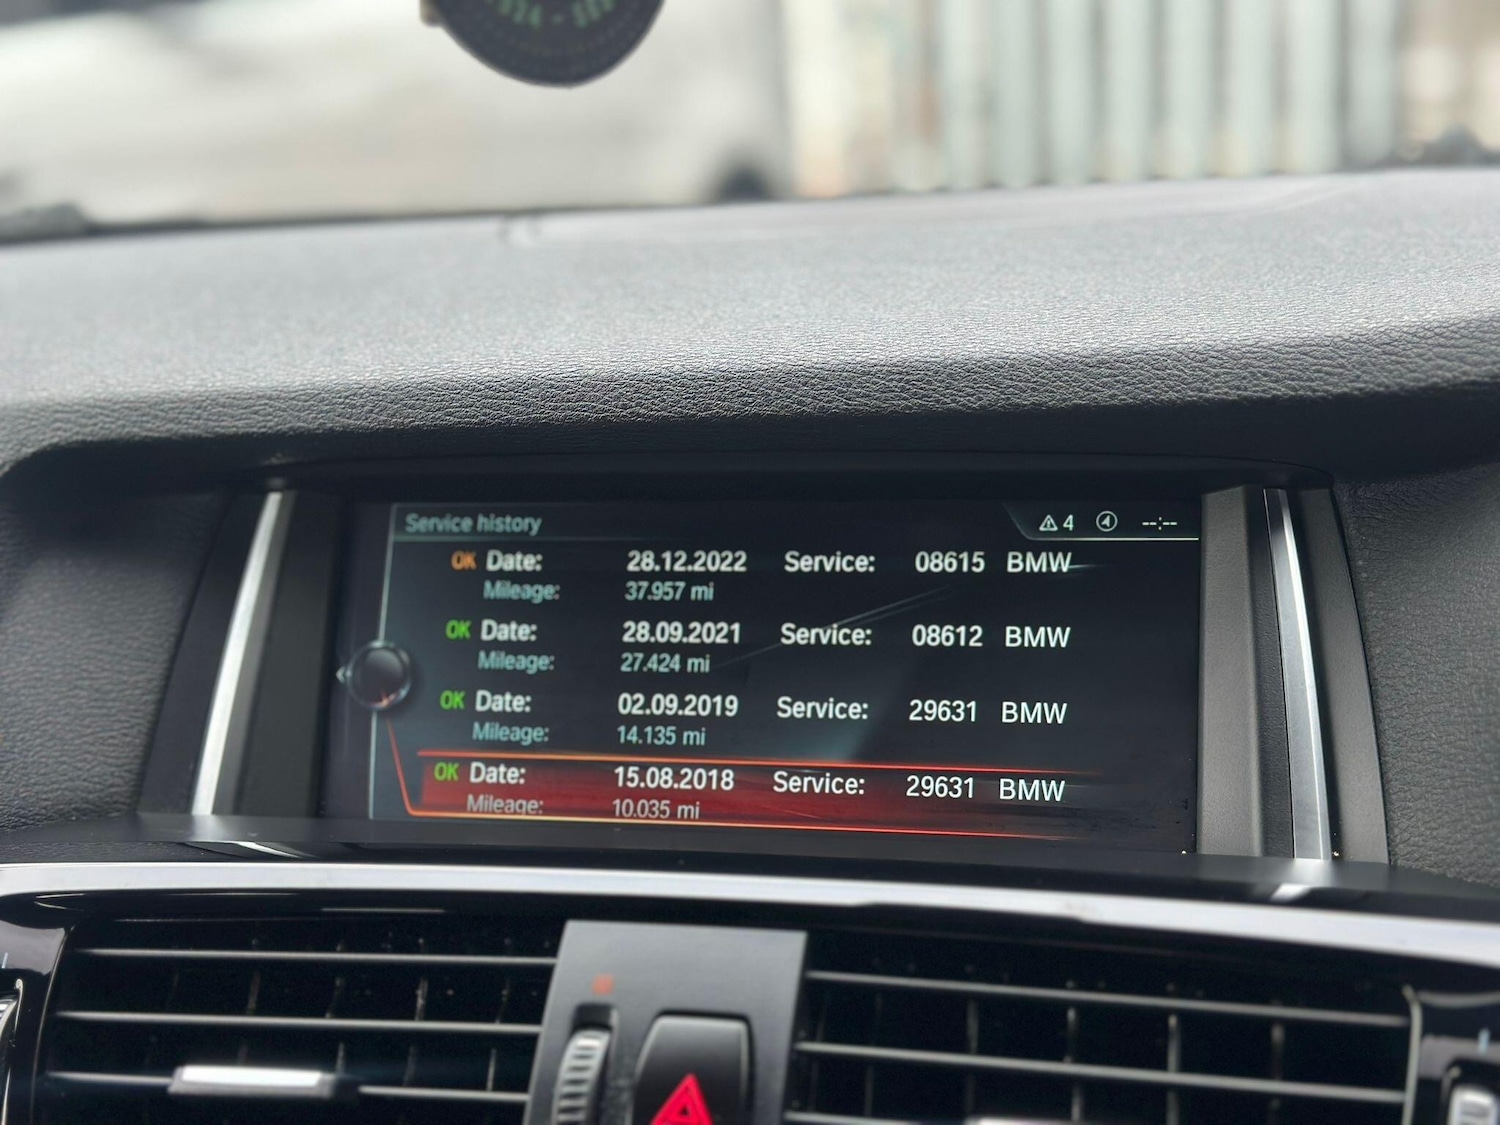 Service history 4 --:--
OK Date: 28.12.2022 Service: 08615 BMW
Mileage: 37.957 mi
OK Date: 28.09.2021 Service: 08612 BMW
Mileage: 27.424 mi
OK Date: 02.09.2019 Service: 29631 BMW
Mileage: 14.135 mi
OK Date: 15.08.2018 Service: 29631 BMW
Mileage: 10.035 mi